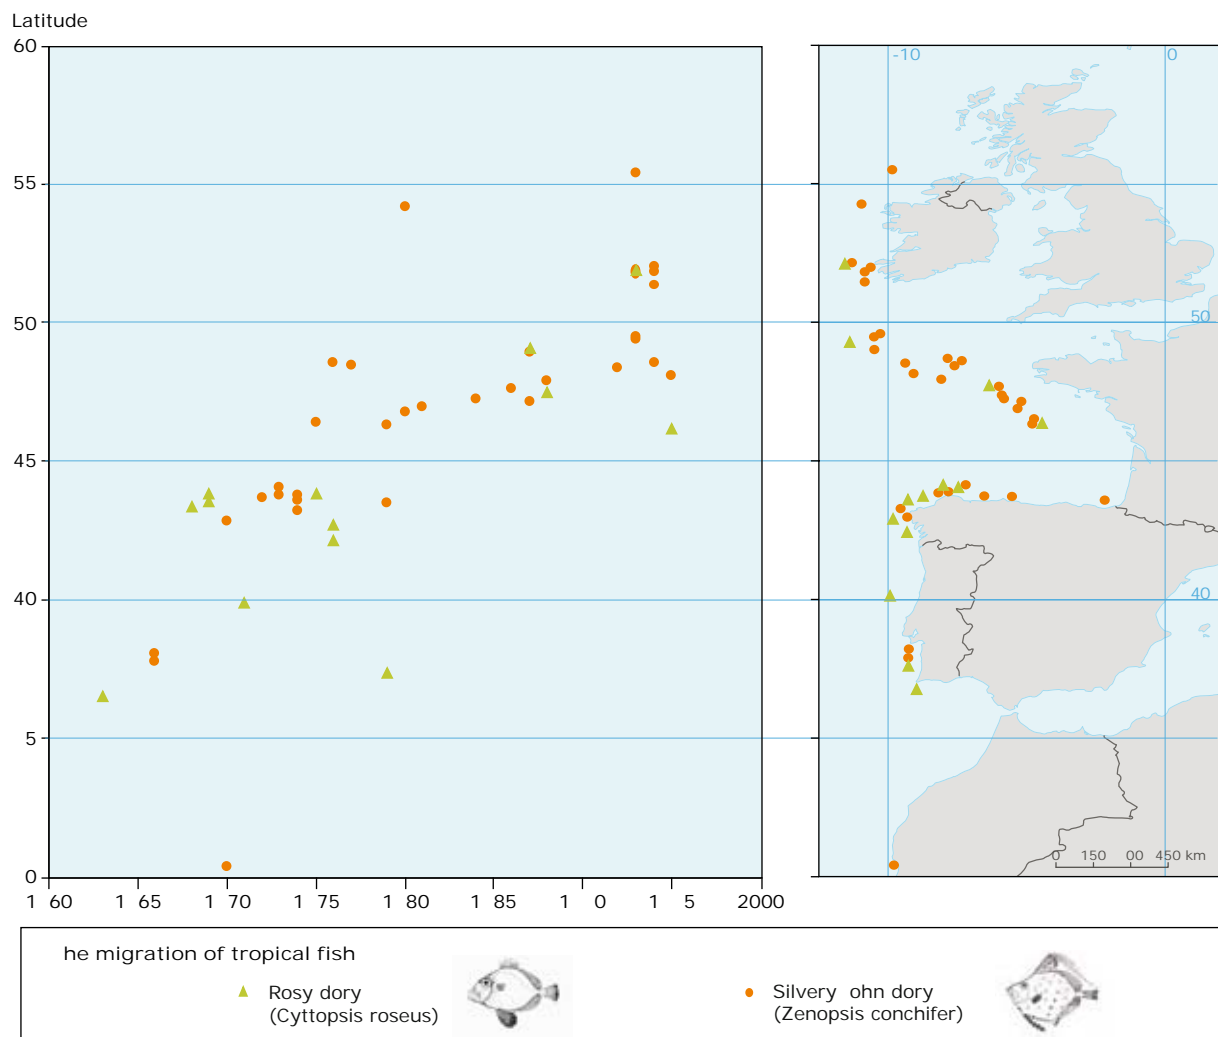 Latitude
60
55
50
45
40
5
0
1 60 1 65 1 70 1 75 1 80 1 85 1 0 1 5 2000
-10 0
50
40
0 150 00 450 km
he migration of tropical fish
Rosy dory
(Cyttopsis roseus)
Silvery ohn dory
(Zenopsis conchifer)